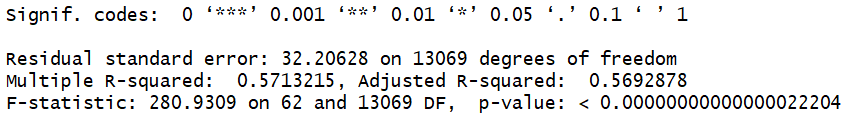 Signif. codes:  0 ‘***’ 0.001 ‘**’ 0.01 ‘*’ 0.05 ‘.’ 0.1 ‘ ’ 1
Residual standard error: 32.20628 on 13069 degrees of freedom
Multiple R-squared:  0.5713215, Adjusted R-squared:  0.5692878
F-statistic: 280.9309 on 62 and 13069 DF,  p-value: < 0.00000000000000022204